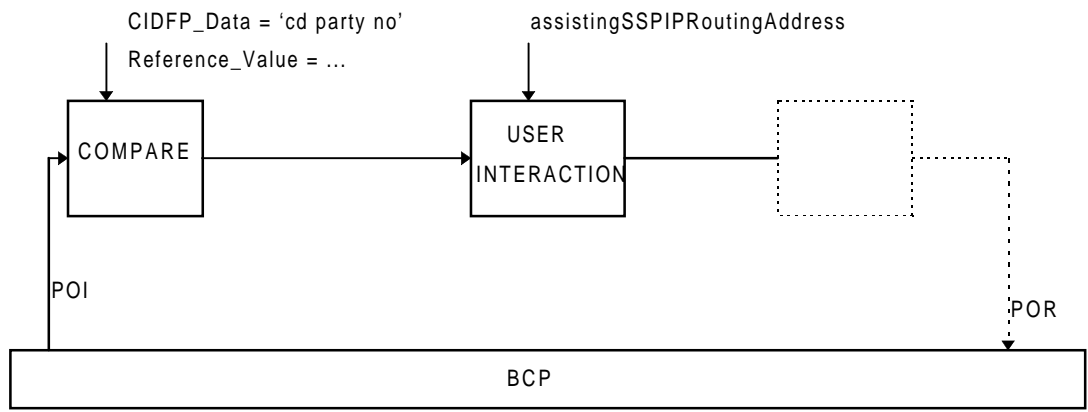 CIDFP_Data = ‘cd party no’
Reference_Value = ...
assistingSSPIPRoutingAddress
COMPARE
USER
INTERACTION
POI
POR
BCP